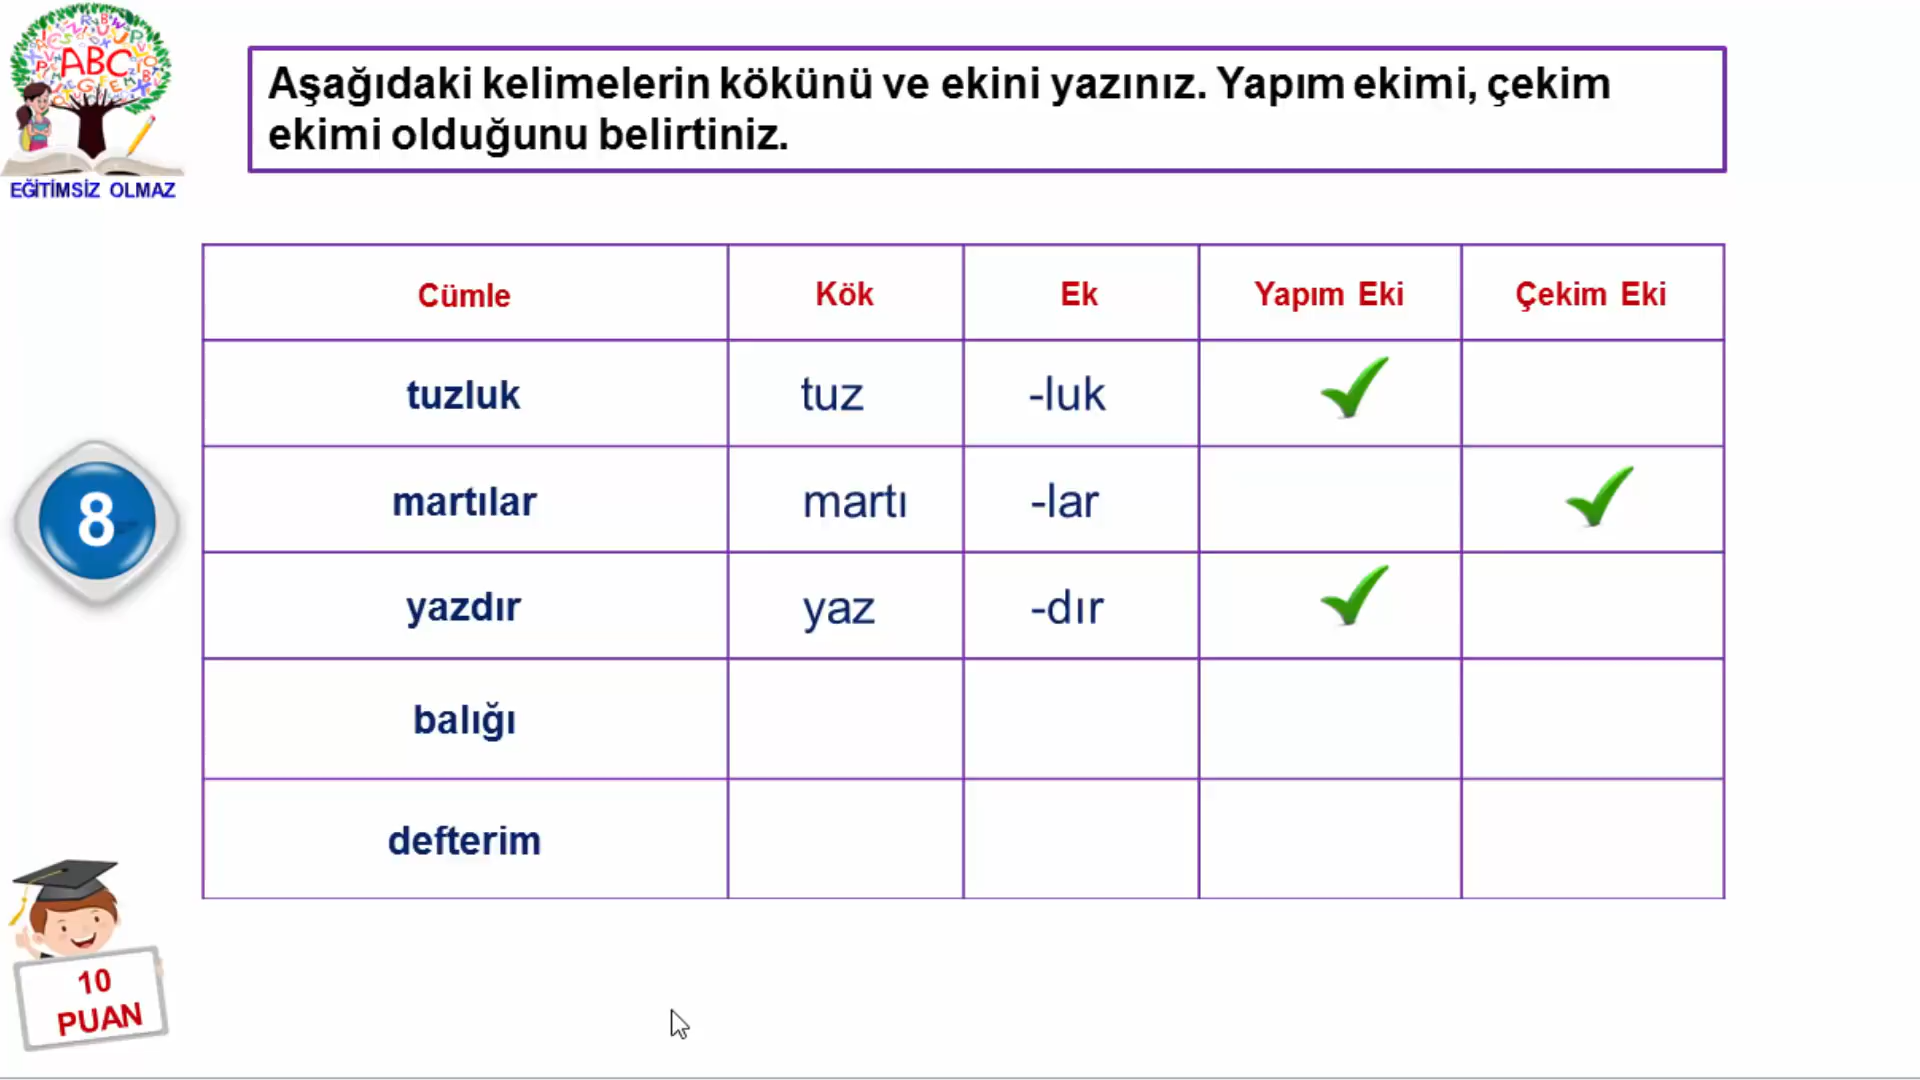 ABC
EĞİTİMSİZ OLMAZ
Aşağıdaki kelimelerin kökünü ve ekini yazınız. Yapım ekimi, çekim
ekimi olduğunu belirtiniz.
Cümle Kök Ek Yapım Eki Çekim Eki
tuzluk tuz -luk
martılar martı -lar
8
yazdır yaz -dır
balığı
defterim
10
PUAN